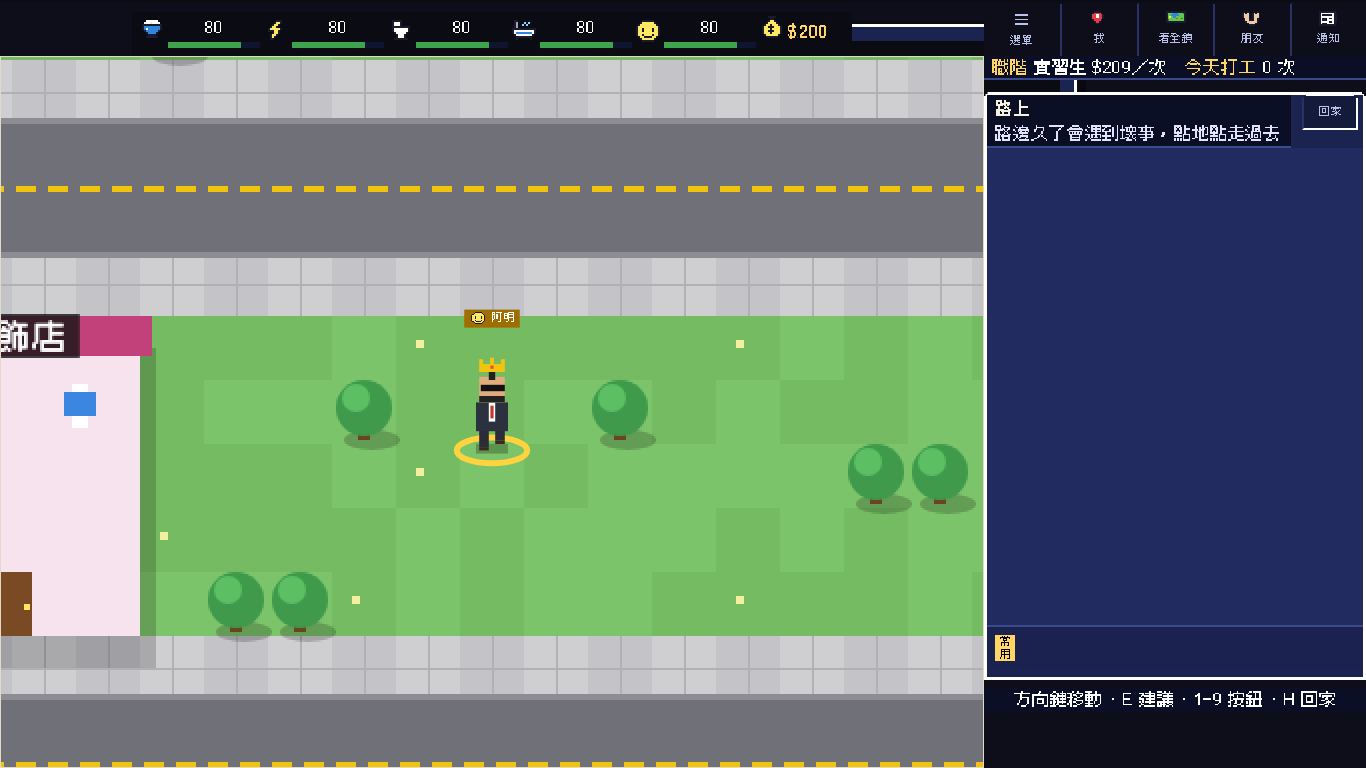 80 80 80 80 80 $200
選單 我 看全鎮 朋友 通知
職階 實習生 $209／次 今天打工 0 次
路上
回家
路邊久了會遇到壞事，點地點走過去
飾店
阿明
常用
方向鍵移動 · E 建議 · 1-9 按鈕 · H 回家